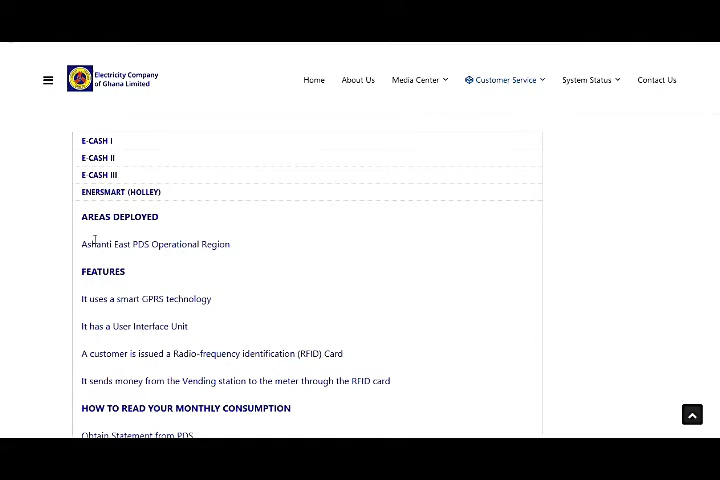 Electricity Company
of Ghana Limited
Home About Us Media Center Customer Service System Status Contact Us
E-CASH I
E-CASH II
E-CASH III
ENERSMART (HOLLEY)
AREAS DEPLOYED
Ashanti East PDS Operational Region
FEATURES
It uses a smart GPRS technology
It has a User Interface Unit
A customer is issued a Radio-frequency identification (RFID) Card
It sends money from the Vending station to the meter through the RFID card
HOW TO READ YOUR MONTHLY CONSUMPTION
Obtain Statement from PDS